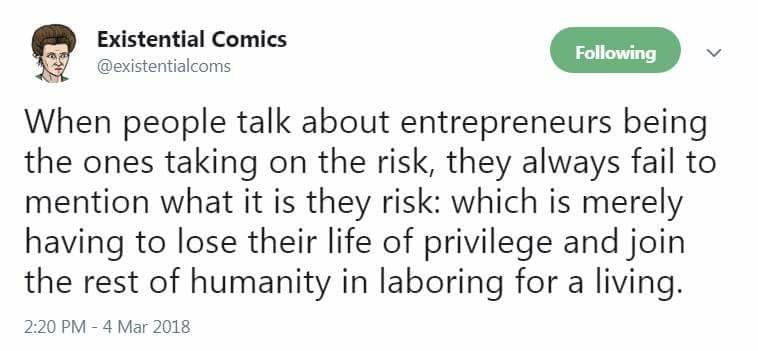 Existential Comics
@existentialcoms
Following
When people talk about entrepreneurs being
the ones taking on the risk, they always fail to
mention what it is they risk: which is merely
having to lose their life of privilege and join
the rest of humanity in laboring for a living.
2:20 PM - 4 Mar 2018